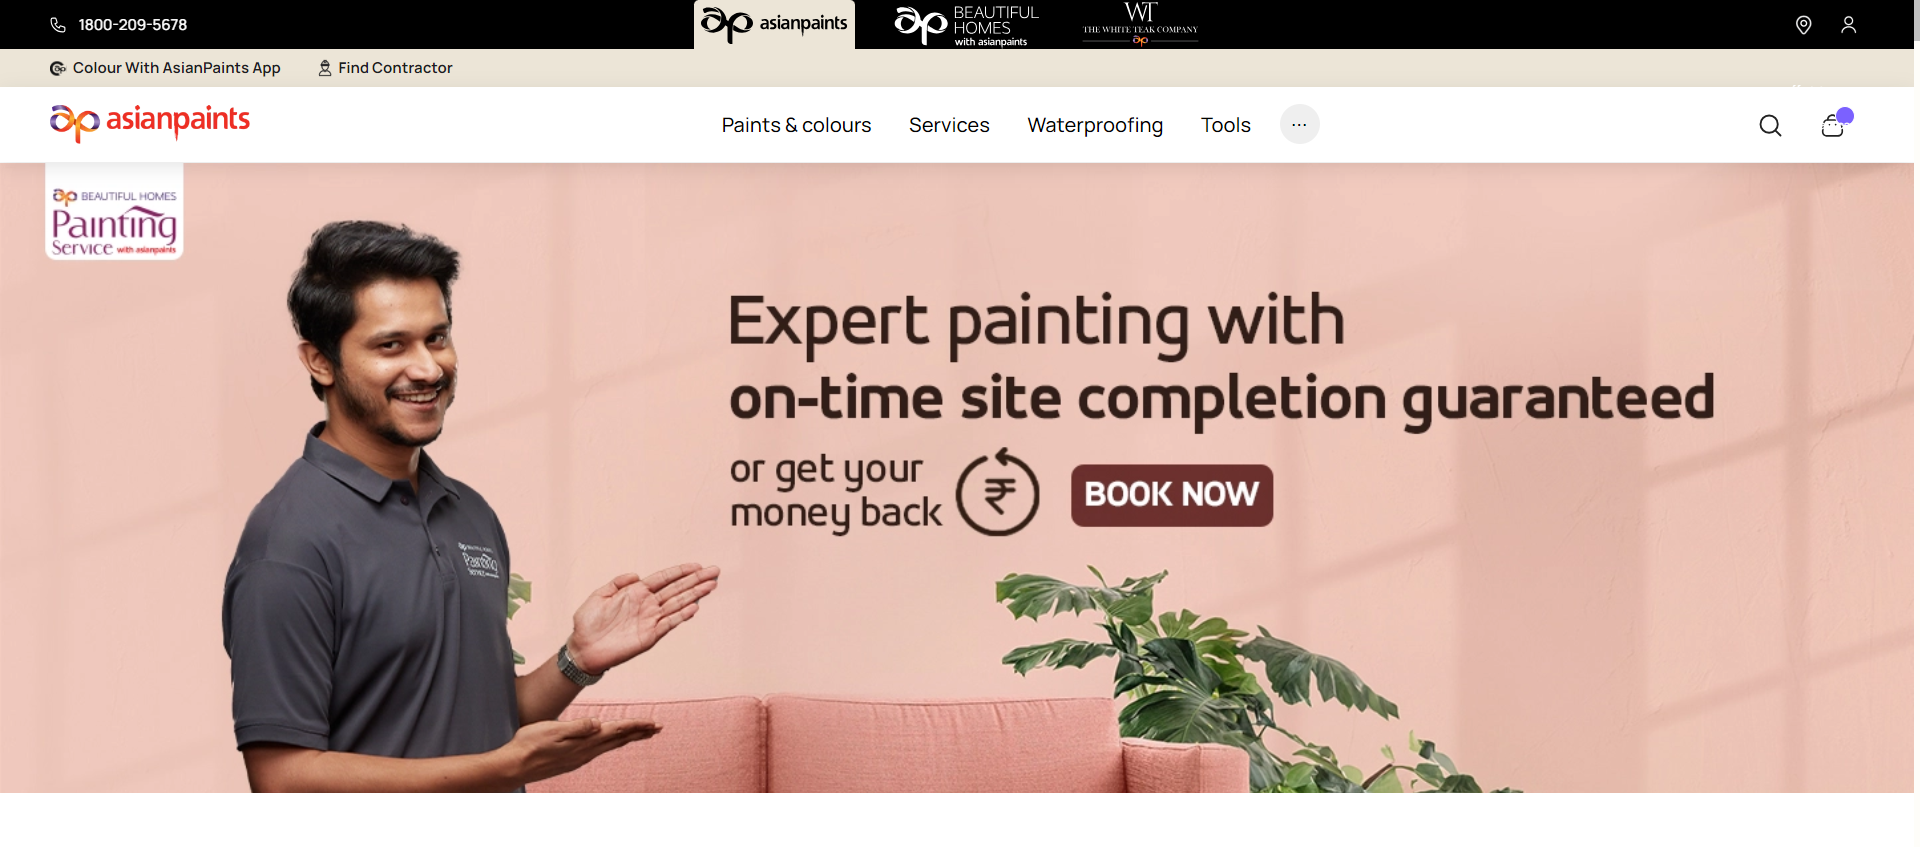 1800-209-5678
asianpaints
BEAUTIFUL
HOMES
with asianpaints
WT
THE WHITE TEAK COMPANY
Colour With AsianPaints App
Find Contractor
asianpaints
Paints & colours
Services
Waterproofing
Tools
...
BEAUTIFUL HOMES
Painting
Service with asianpaints
Expert painting with
on-time site completion guaranteed
or get your
money back
₹
BOOK NOW
Painting